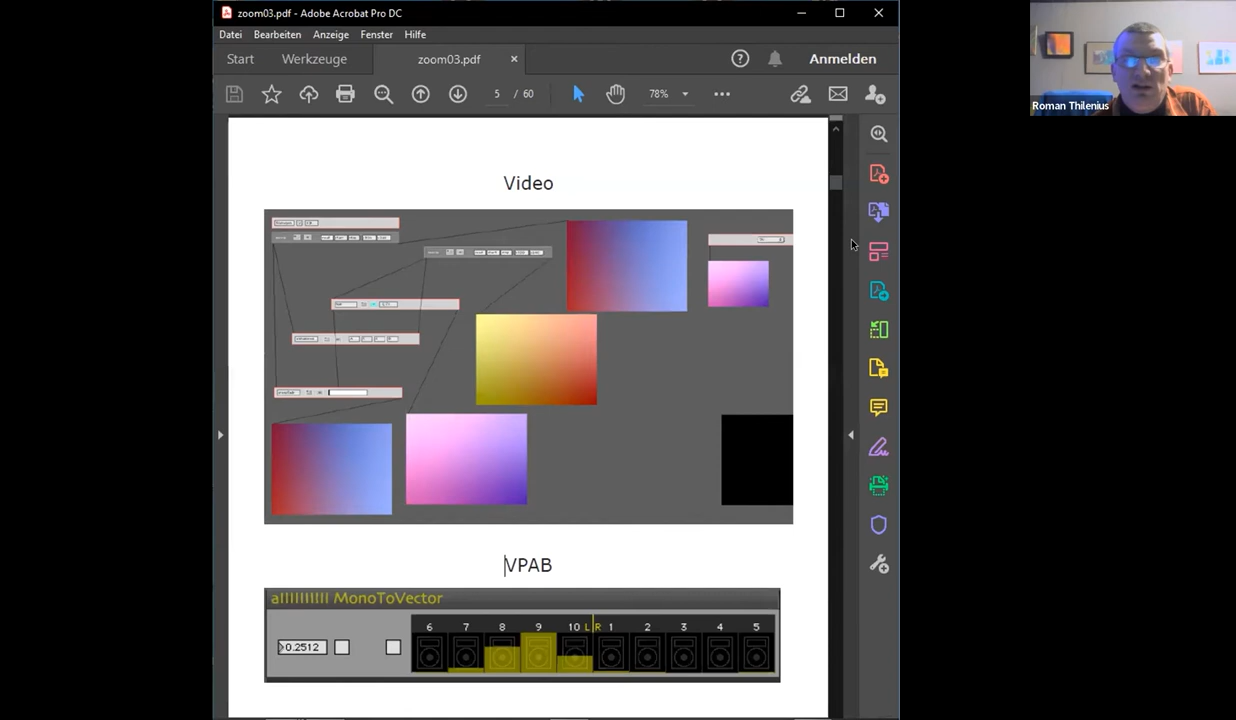 zoom03.pdf - Adobe Acrobat Pro DC
Datei Bearbeiten Anzeige Fenster Hilfe
Start Werkzeuge zoom03.pdf
Anmelden
5 / 60 78%
Roman Thilenius
Video
VPAB
allllllllll MonoToVector
0.2512
6 7 8 9 10 L R 1 2 3 4 5